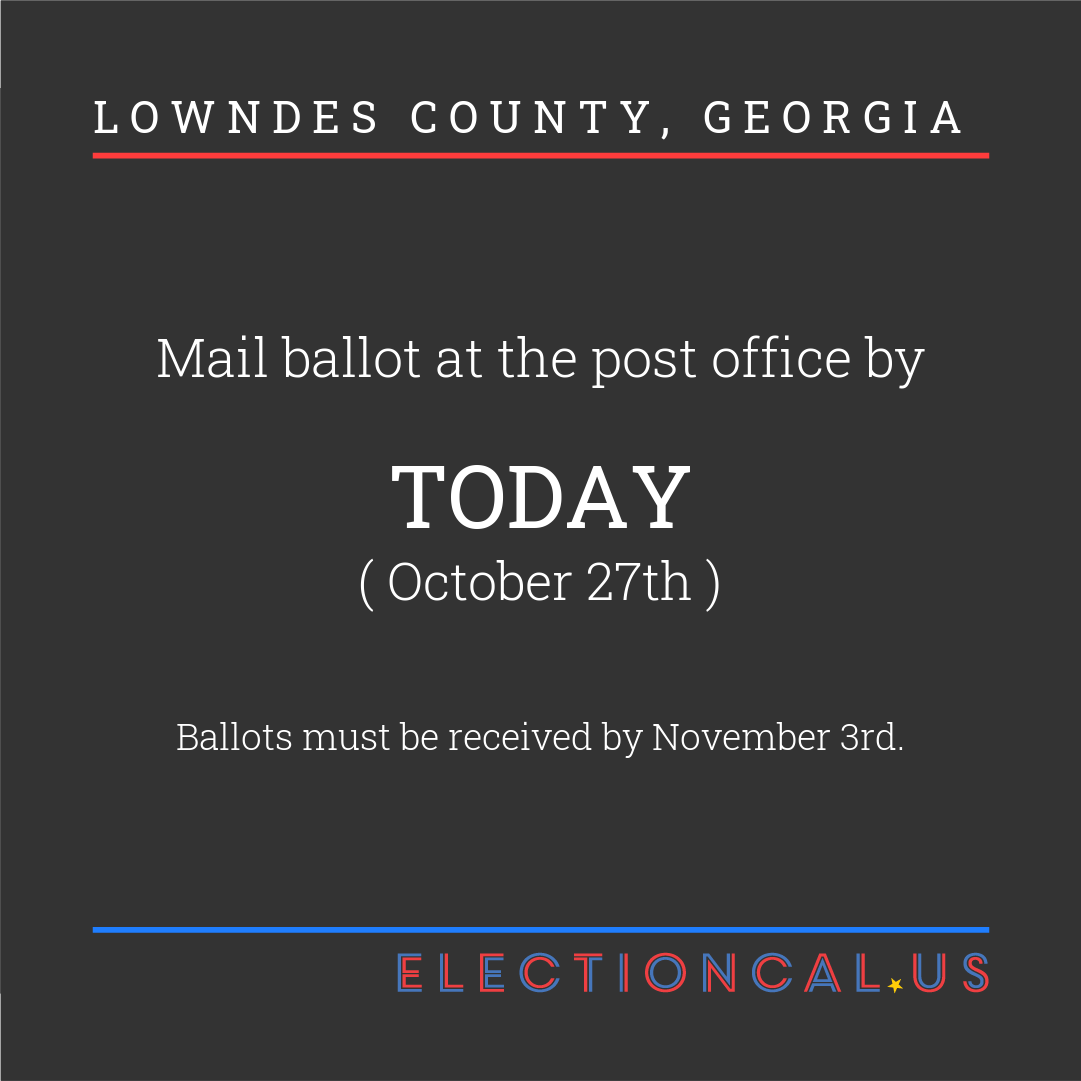 LOWNDES COUNTY, GEORGIA
Mail ballot at the post office by
TODAY
( October 27th )
Ballots must be received by November 3rd.
ELECTIONCAL.US